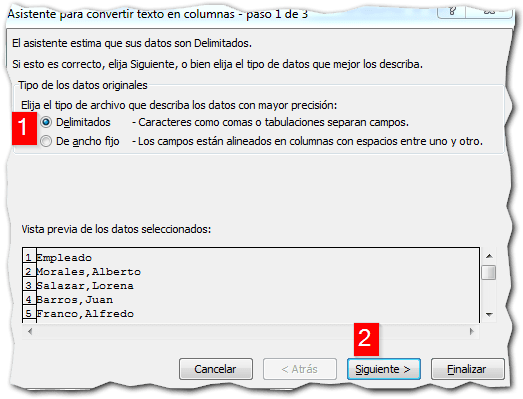 Asistente para convertir texto en columnas - paso 1 de 3
El asistente estima que sus datos son Delimitados.
Si esto es correcto, elija Siguiente, o bien elija el tipo de datos que mejor los describa.
Tipo de los datos originales
Elija el tipo de archivo que describa los datos con mayor precisión:
1
Delimitados - Caracteres como comas o tabulaciones separan campos.
De ancho fijo - Los campos están alineados en columnas con espacios entre uno y otro.
Vista previa de los datos seleccionados:
1 Empleado
2 Morales,Alberto
3 Salazar,Lorena
4 Barros,Juan
5 Franco,Alfredo
2
Cancelar < Atrás Siguiente > Finalizar